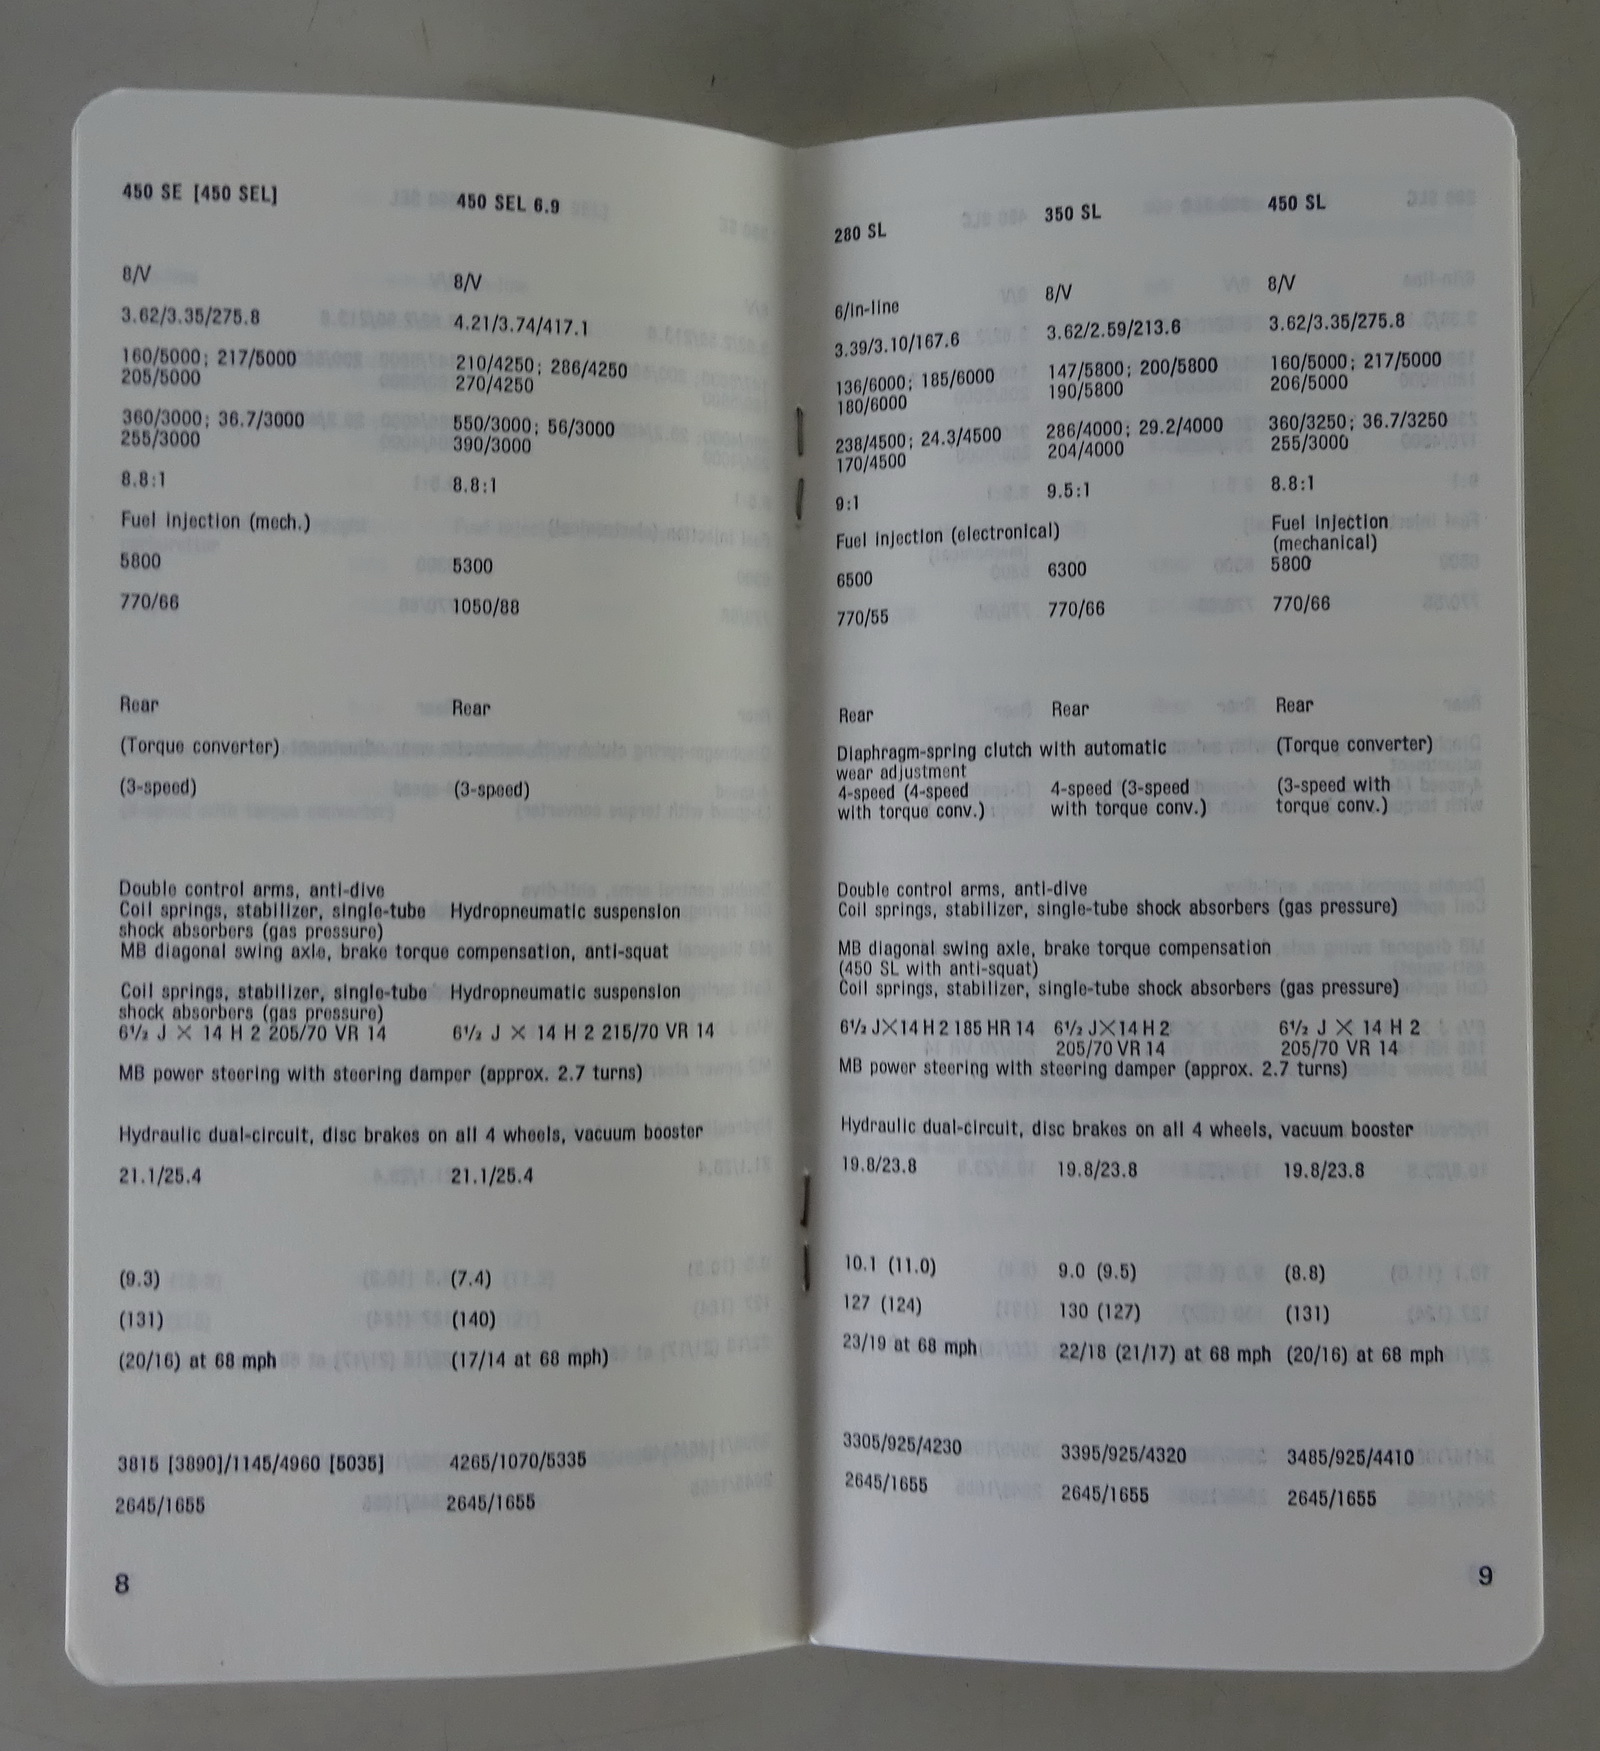 450 SE [450 SEL]
450 SEL 6.9
8/V
8/V
3.62/3.35/275.8
4.21/3.74/417.1
160/5000; 217/5000
205/5000
210/4250; 286/4250
270/4250
360/3000; 36.7/3000
255/3000
550/3000; 56/3000
390/3000
8.8:1
8.8:1
Fuel injection (mech.)
5800
5300
770/66
1050/88
Rear
Rear
(Torque converter)
(3-speed)
(3-speed)
Double control arms, anti-dive
Coil springs, stabilizer, single-tube
shock absorbers (gas pressure)
Hydropneumatic suspension
MB diagonal swing axle, brake torque compensation, anti-squat
Coil springs, stabilizer, single-tube
shock absorbers (gas pressure)
Hydropneumatic suspension
6½ J X 14 H 2 205/70 VR 14
6½ J X 14 H 2 215/70 VR 14
MB power steering with steering damper (approx. 2.7 turns)
Hydraulic dual-circuit, disc brakes on all 4 wheels, vacuum booster
21.1/25.4
21.1/25.4
(9.3)
(7.4)
(131)
(140)
(20/16) at 68 mph
(17/14 at 68 mph)
3815 [3890]/1145/4960 [5035]
4265/1070/5335
2645/1655
2645/1655
8
280 SL
350 SL
450 SL
6/in-line
8/V
8/V
3.39/3.10/167.6
3.62/2.59/213.6
3.62/3.35/275.8
136/6000; 185/6000
180/6000
147/5800; 200/5800
190/5800
160/5000; 217/5000
206/5000
238/4500; 24.3/4500
170/4500
286/4000; 29.2/4000
204/4000
360/3250; 36.7/3250
255/3000
9:1
9.5:1
8.8:1
Fuel injection (electronical)
Fuel injection
(mechanical)
6500
6300
5800
770/55
770/66
770/66
Rear
Rear
Rear
Diaphragm-spring clutch with automatic
wear adjustment
(Torque converter)
4-speed (4-speed
with torque conv.)
4-speed (3-speed
with torque conv.)
(3-speed with
torque conv.)
Double control arms, anti-dive
Coil springs, stabilizer, single-tube shock absorbers (gas pressure)
MB diagonal swing axle, brake torque compensation
(450 SL with anti-squat)
Coil springs, stabilizer, single-tube shock absorbers (gas pressure)
6½ JX14 H 2 185 HR 14
6½ JX14 H 2
205/70 VR 14
6½ J X 14 H 2
205/70 VR 14
MB power steering with steering damper (approx. 2.7 turns)
Hydraulic dual-circuit, disc brakes on all 4 wheels, vacuum booster
19.8/23.8
19.8/23.8
19.8/23.8
10.1 (11.0)
9.0 (9.5)
(8.8)
127 (124)
130 (127)
(131)
23/19 at 68 mph
22/18 (21/17) at 68 mph
(20/16) at 68 mph
3305/925/4230
3395/925/4320
3485/925/4410
2645/1655
2645/1655
2645/1655
9